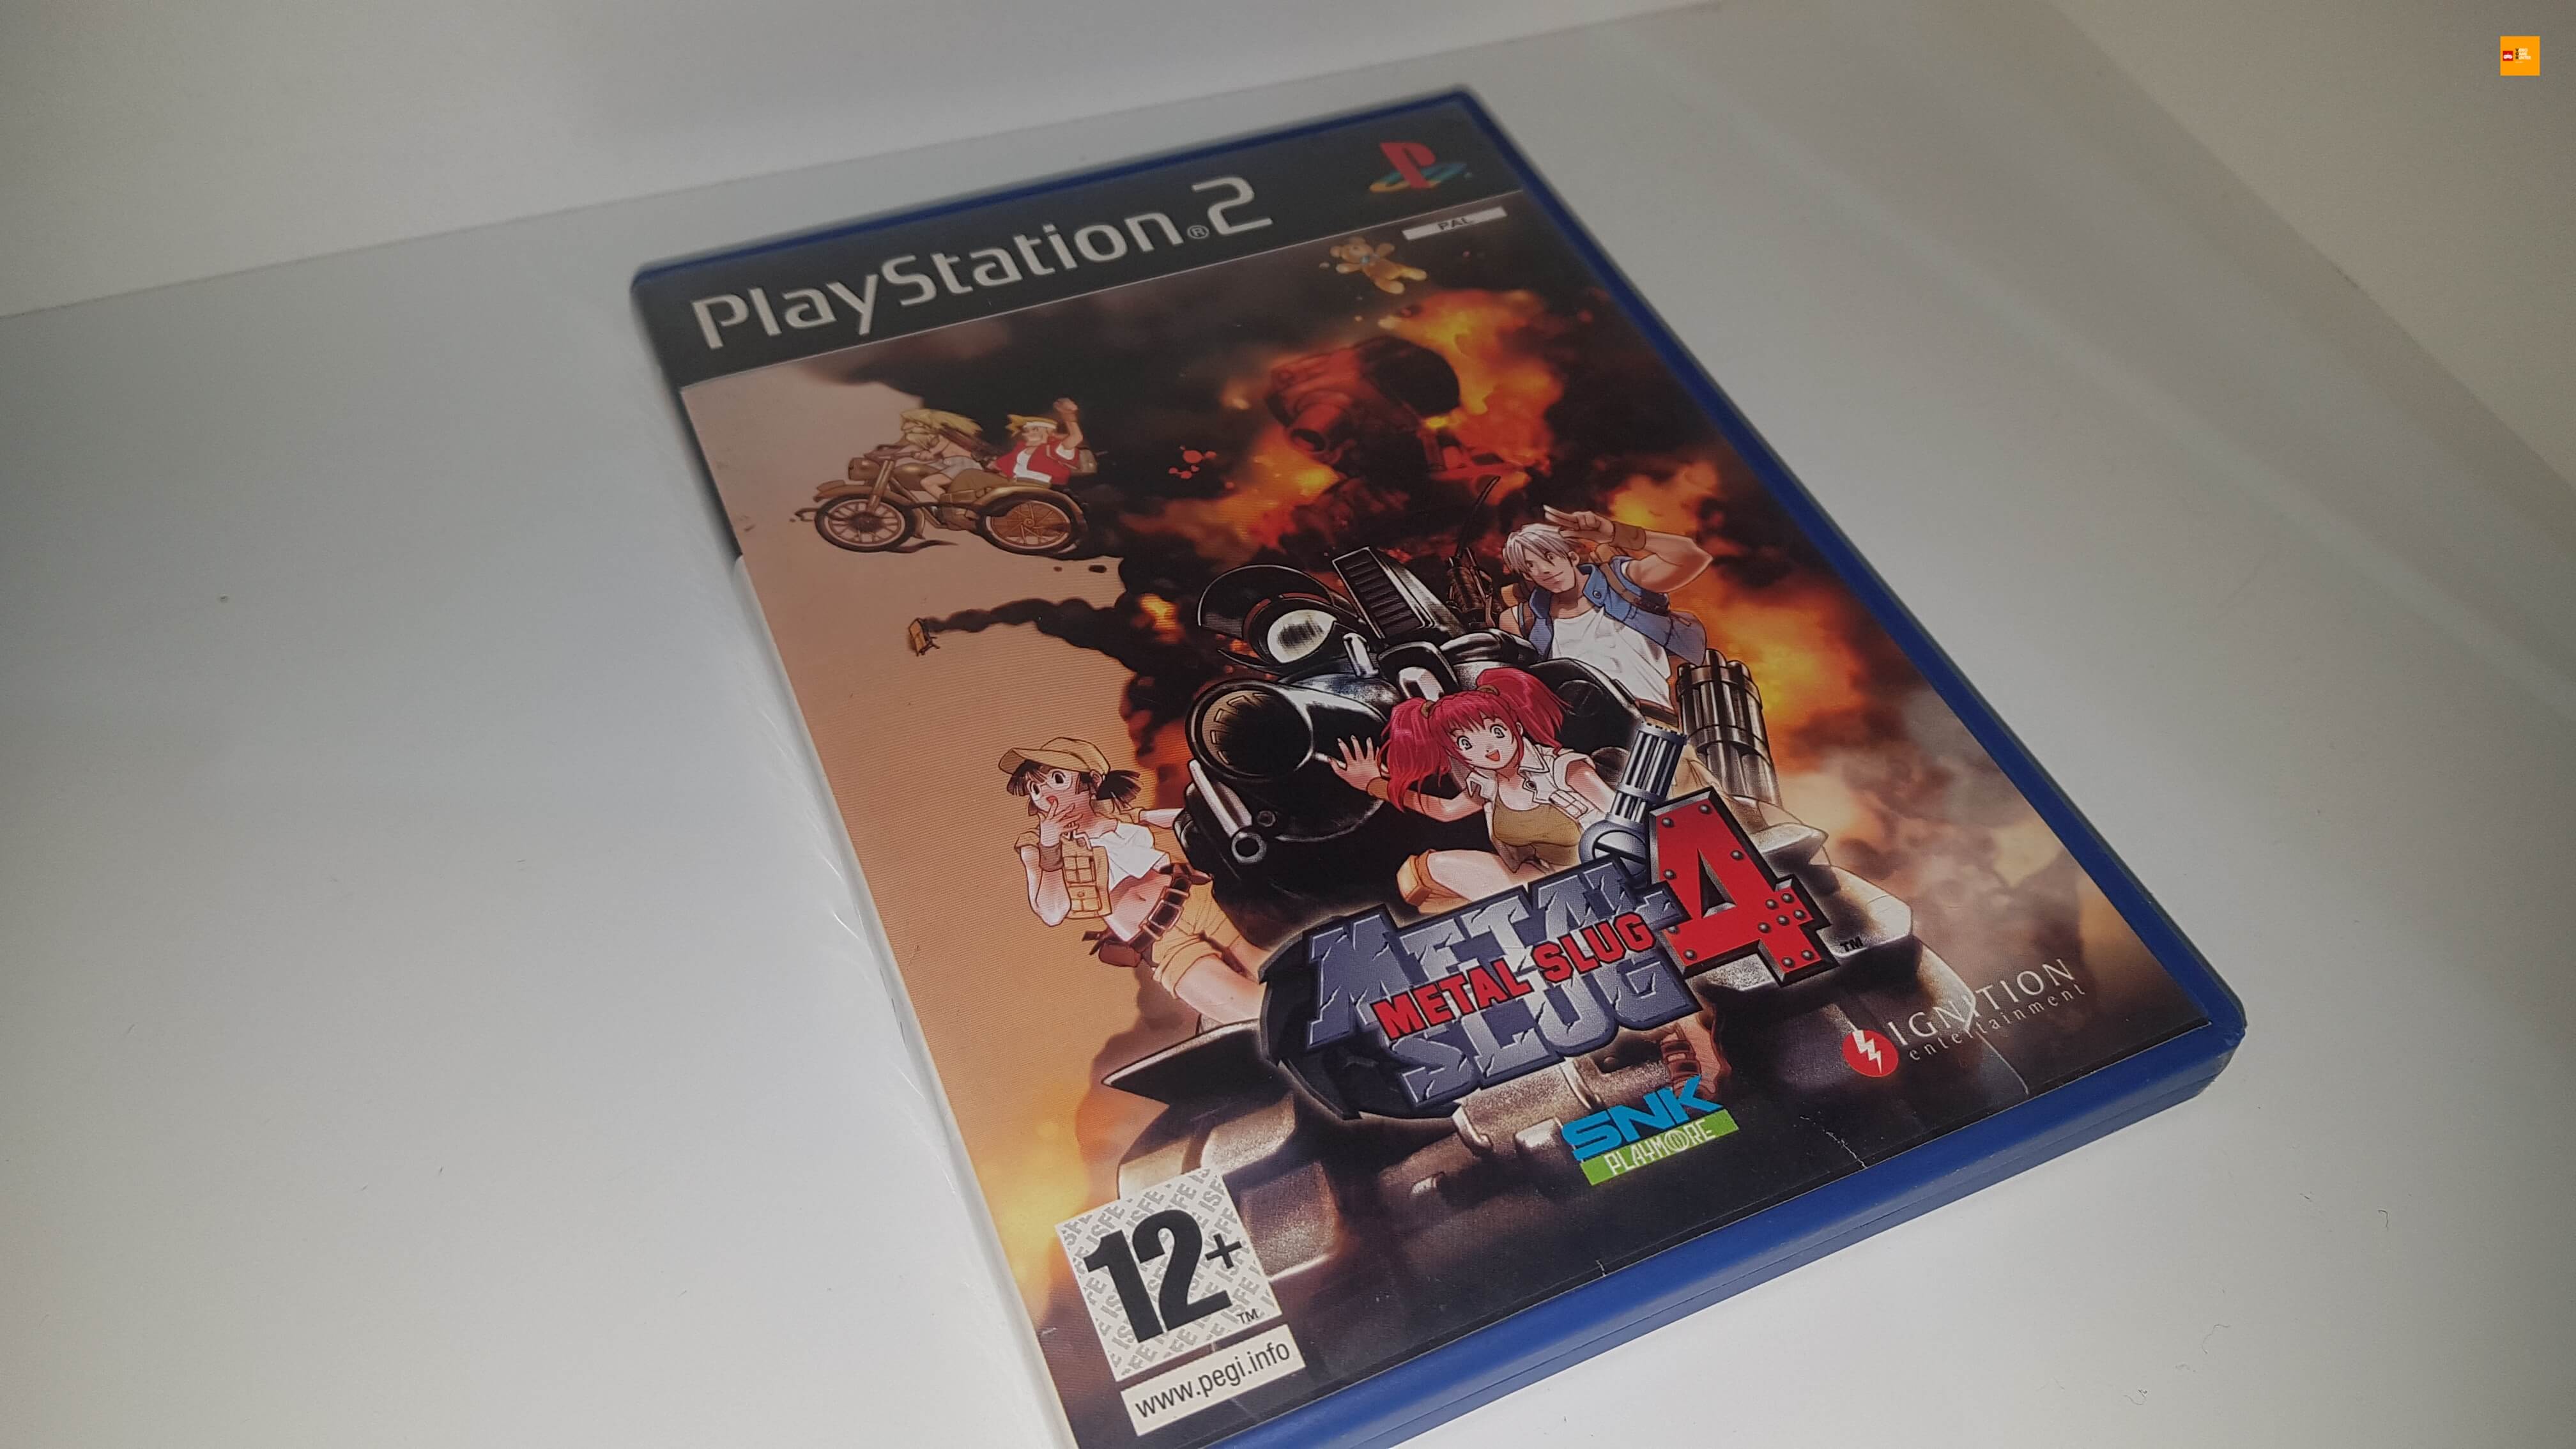 PlayStation®2
PAL
METAL
METAL SLUG
SLUG
4
TM
IGNITION
entertainment
SNK
PLAYMORE
12+
TM
www.pegi.info